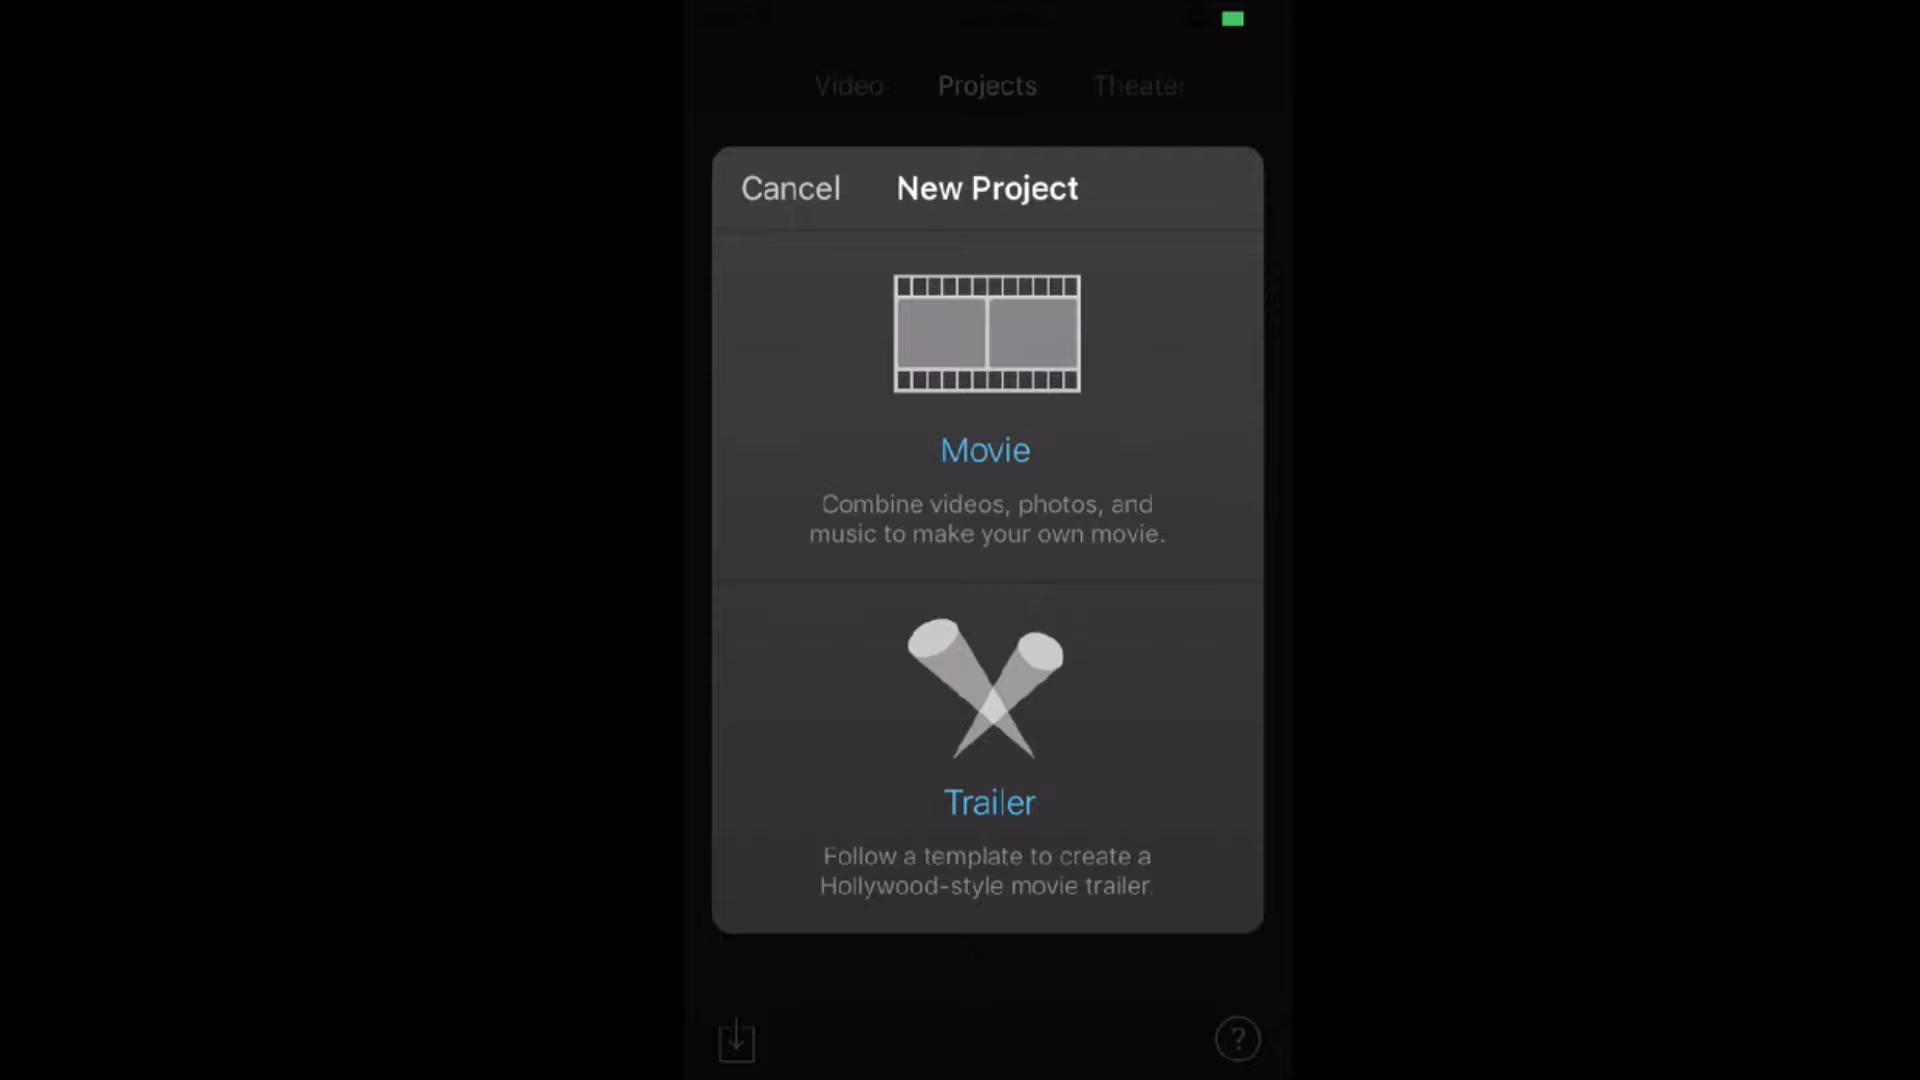 Video Projects Theater
Cancel New Project
Movie
Combine videos, photos, and
music to make your own movie.
Trailer
Follow a template to create a
Hollywood-style movie trailer.
?